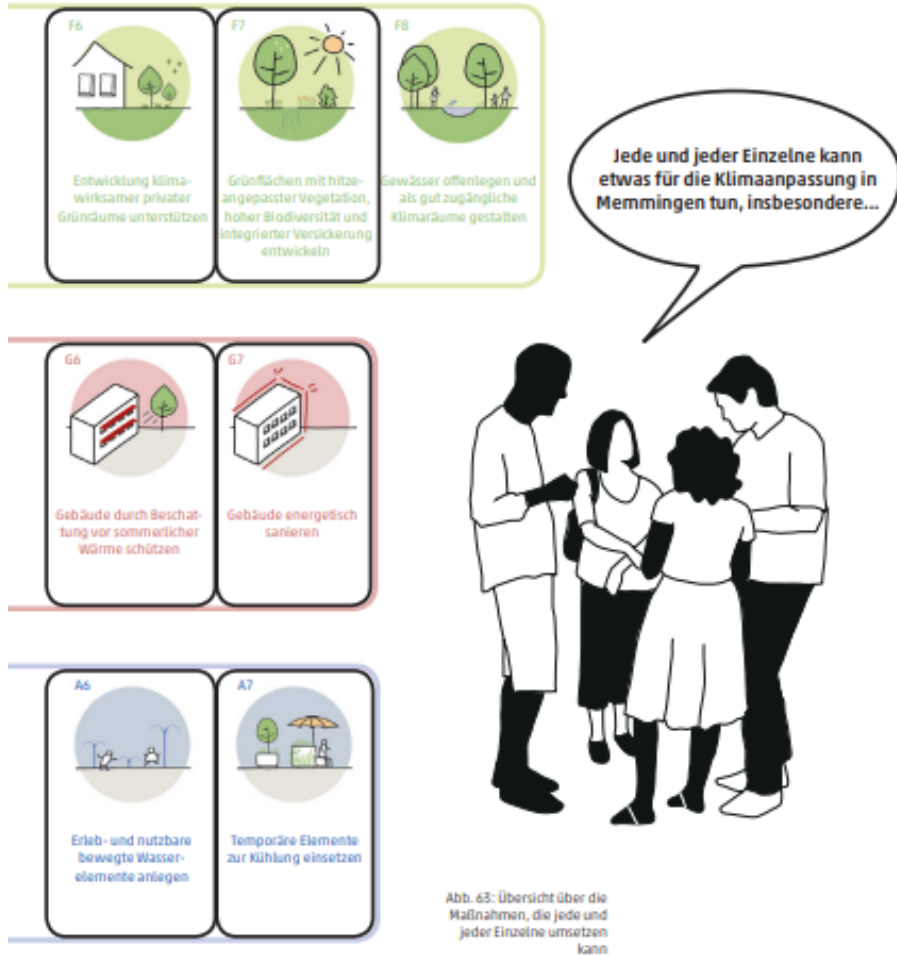 F6
Entwicklung klima-
wirksamer privater
Grünräume unterstützen
F7
Grünflächen mit hitze-
angepasster Vegetation,
hoher Biodiversität und
integrierter Versickerung
entwickeln
F8
Gewässer offenlegen und
als gut zugängliche
Klimaräume gestalten
Jede und jeder Einzelne kann
etwas für die Klimaanpassung in
Memmingen tun, insbesondere...
G6
Gebäude durch Beschat-
tung vor sommerlicher
Wärme schützen
G7
Gebäude energetisch
sanieren
A6
Erleb- und nutzbare
bewegte Wasser-
elemente anlegen
A7
Temporäre Elemente
zur Kühlung einsetzen
Abb. 63: Übersicht über die
Maßnahmen, die jede und
jeder Einzelne umsetzen
kann